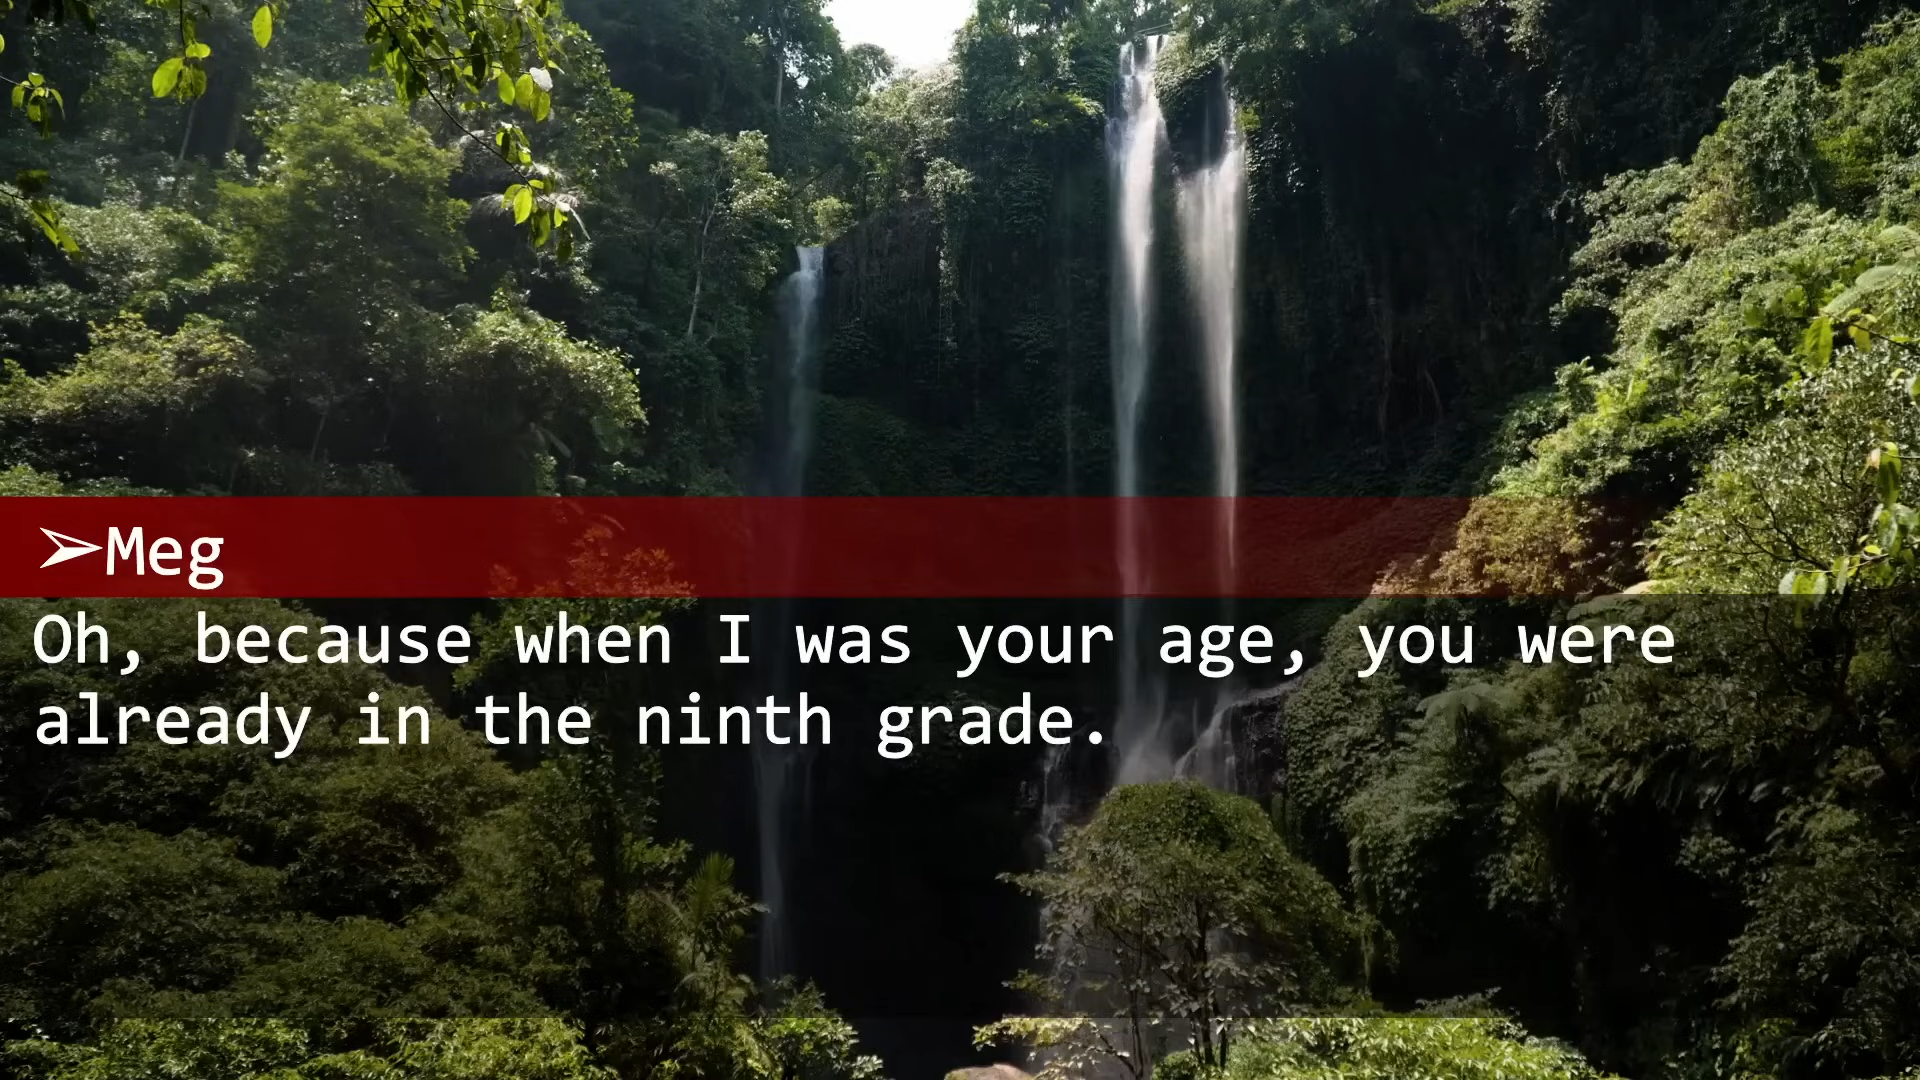 ➢Meg
Oh, because when I was your age, you were
already in the ninth grade.